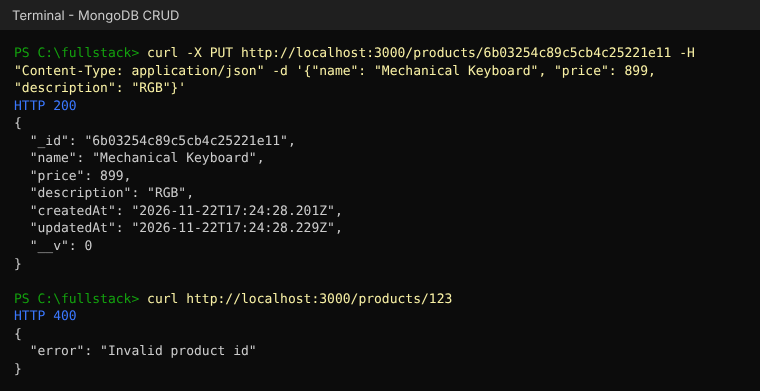 Terminal - MongoDB CRUD
PS C:\fullstack> curl -X PUT http://localhost:3000/products/6b03254c89c5cb4c25221e11 -H
"Content-Type: application/json" -d '{"name": "Mechanical Keyboard", "price": 899,
"description": "RGB"}'
HTTP 200
{
  "_id": "6b03254c89c5cb4c25221e11",
  "name": "Mechanical Keyboard",
  "price": 899,
  "description": "RGB",
  "createdAt": "2026-11-22T17:24:28.201Z",
  "updatedAt": "2026-11-22T17:24:28.229Z",
  "__v": 0
}
PS C:\fullstack> curl http://localhost:3000/products/123
HTTP 400
{
  "error": "Invalid product id"
}